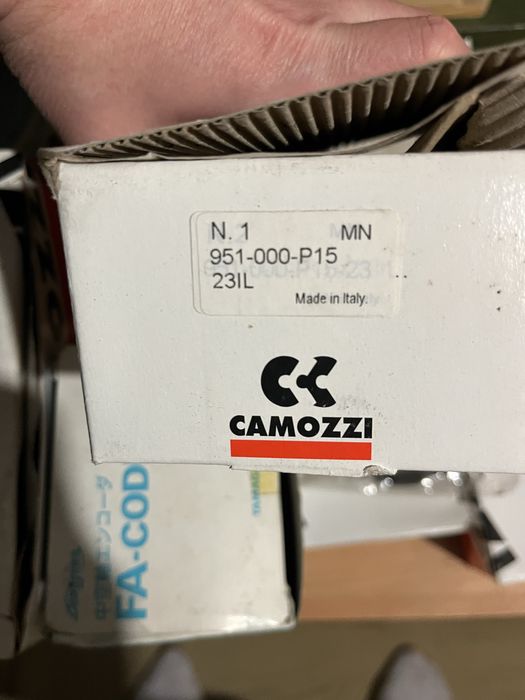 N. 1 MN
951-000-P15
23IL
Made in Italy.
CAMOZZI
FA-COD